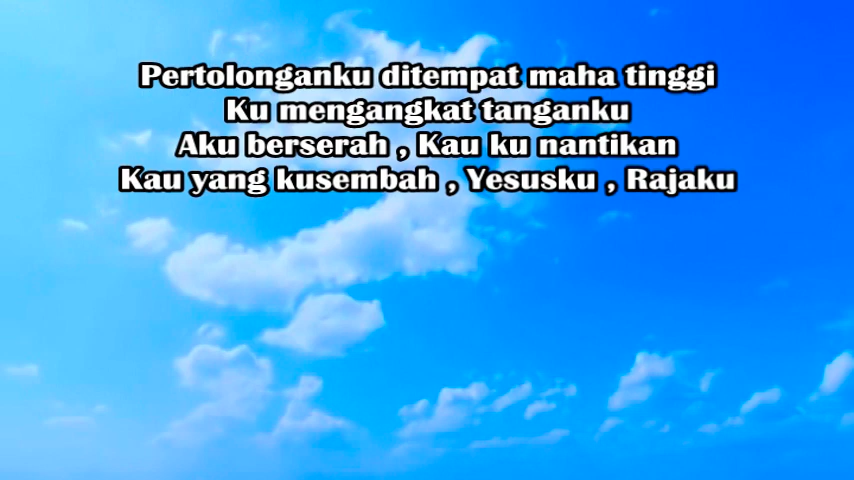 Pertolonganku ditempat maha tinggi
Ku mengangkat tanganku
Aku berserah , Kau ku nantikan
Kau yang kusembah , Yesusku , Rajaku